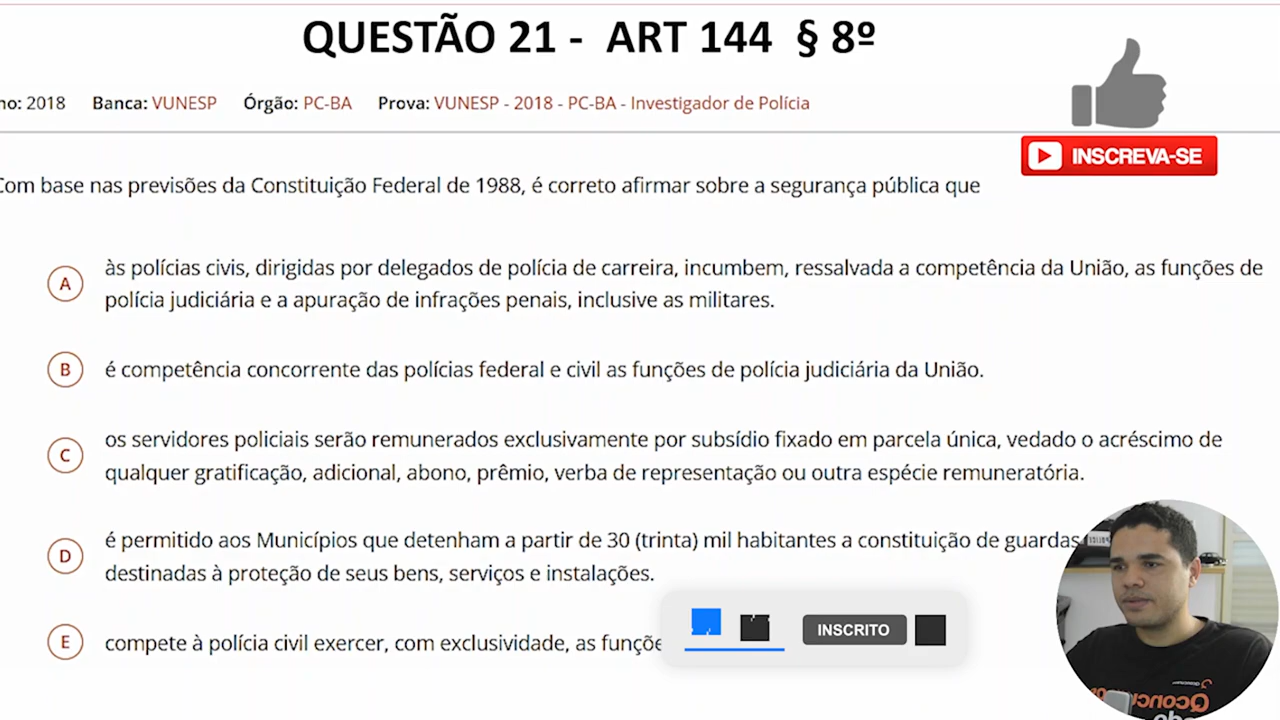 QUESTÃO 21 - ART 144 § 8º
no: 2018 Banca: VUNESP Órgão: PC-BA Prova: VUNESP - 2018 - PC-BA - Investigador de Polícia
INSCREVA-SE
Com base nas previsões da Constituição Federal de 1988, é correto afirmar sobre a segurança pública que
A às polícias civis, dirigidas por delegados de polícia de carreira, incumbem, ressalvada a competência da União, as funções de
polícia judiciária e a apuração de infrações penais, inclusive as militares.
B é competência concorrente das polícias federal e civil as funções de polícia judiciária da União.
C os servidores policiais serão remunerados exclusivamente por subsídio fixado em parcela única, vedado o acréscimo de
qualquer gratificação, adicional, abono, prêmio, verba de representação ou outra espécie remuneratória.
D é permitido aos Municípios que detenham a partir de 30 (trinta) mil habitantes a constituição de guardas
destinadas à proteção de seus bens, serviços e instalações.
E compete à polícia civil exercer, com exclusividade, as funçõe
INSCRITO